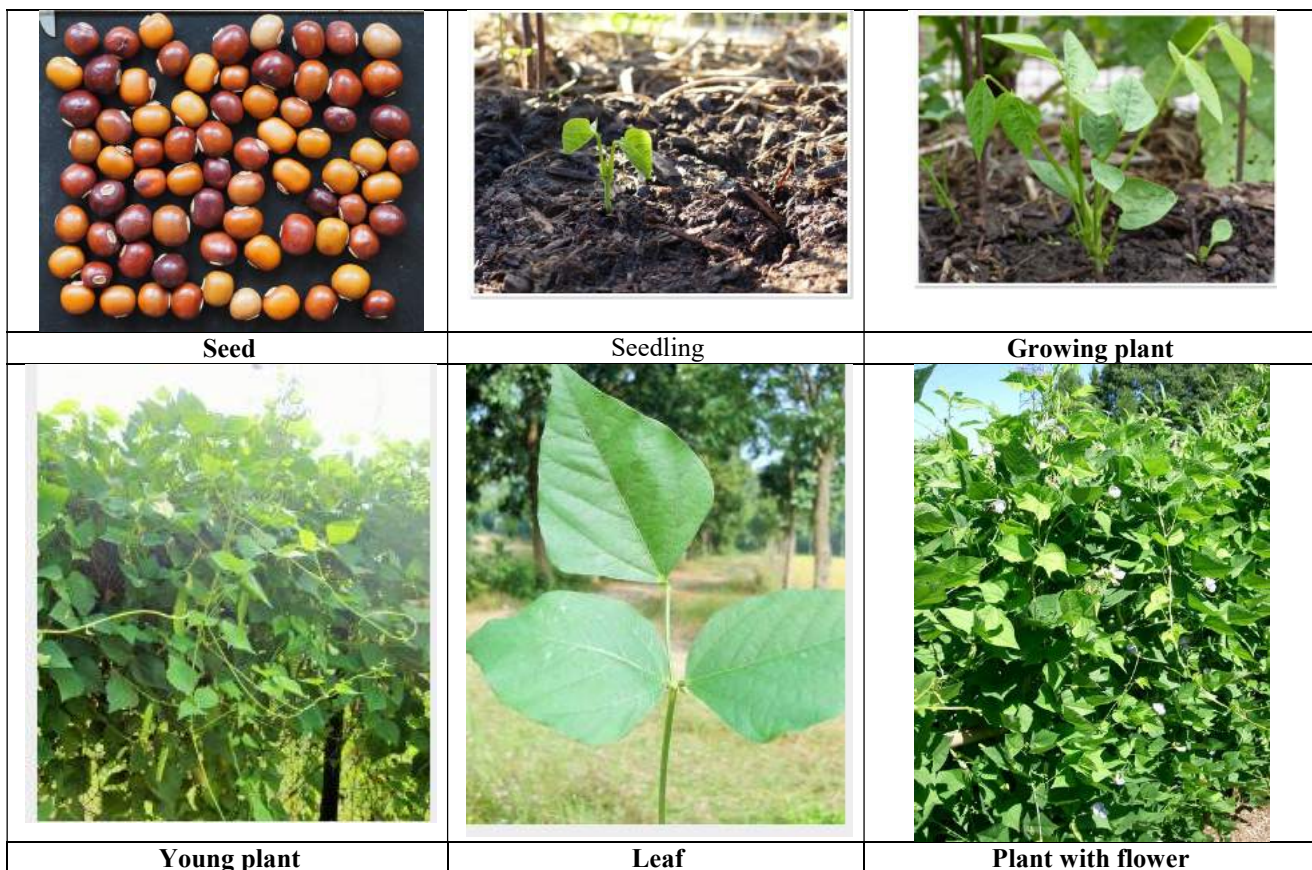 Seed
Seedling
Growing plant
Young plant
Leaf
Plant with flower